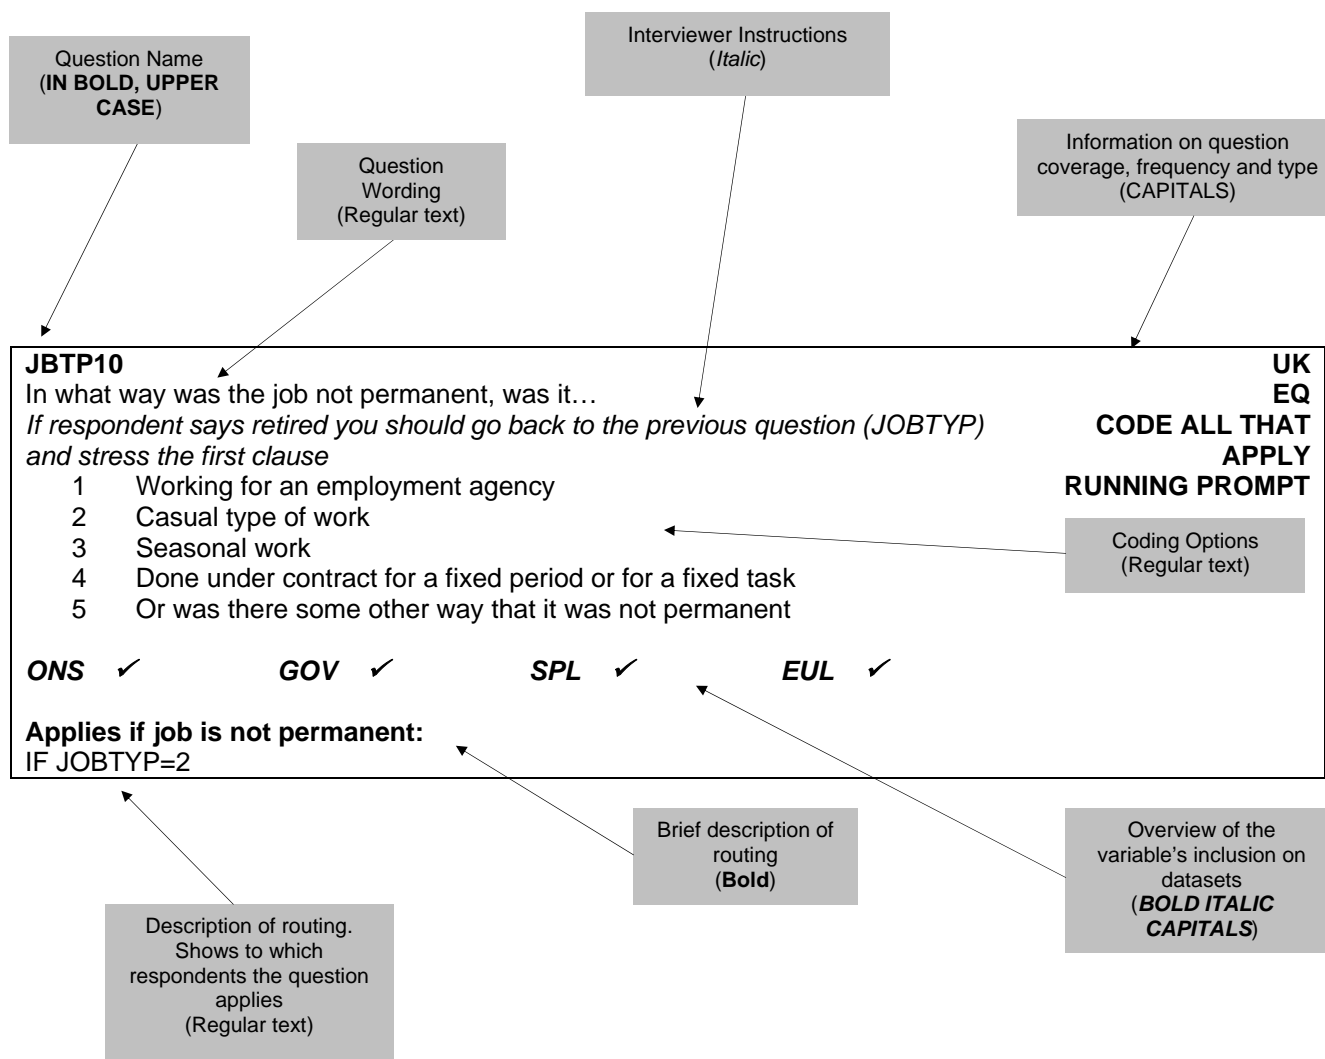 Interviewer Instructions
(Italic)
Question Name
(IN BOLD, UPPER
CASE)
Information on question
coverage, frequency and type
(CAPITALS)
Question
Wording
(Regular text)
JBTP10
UK
In what way was the job not permanent, was it…
EQ
If respondent says retired you should go back to the previous question (JOBTYP)
CODE ALL THAT
and stress the first clause
APPLY
1 Working for an employment agency
RUNNING PROMPT
2 Casual type of work
3 Seasonal work
4 Done under contract for a fixed period or for a fixed task
5 Or was there some other way that it was not permanent
Coding Options
(Regular text)
ONS ✓ GOV ✓ SPL ✓ EUL ✓
Applies if job is not permanent:
IF JOBTYP=2
Brief description of
routing
(Bold)
Overview of the
variable's inclusion on
datasets
(BOLD ITALIC
CAPITALS)
Description of routing.
Shows to which
respondents the question
applies
(Regular text)